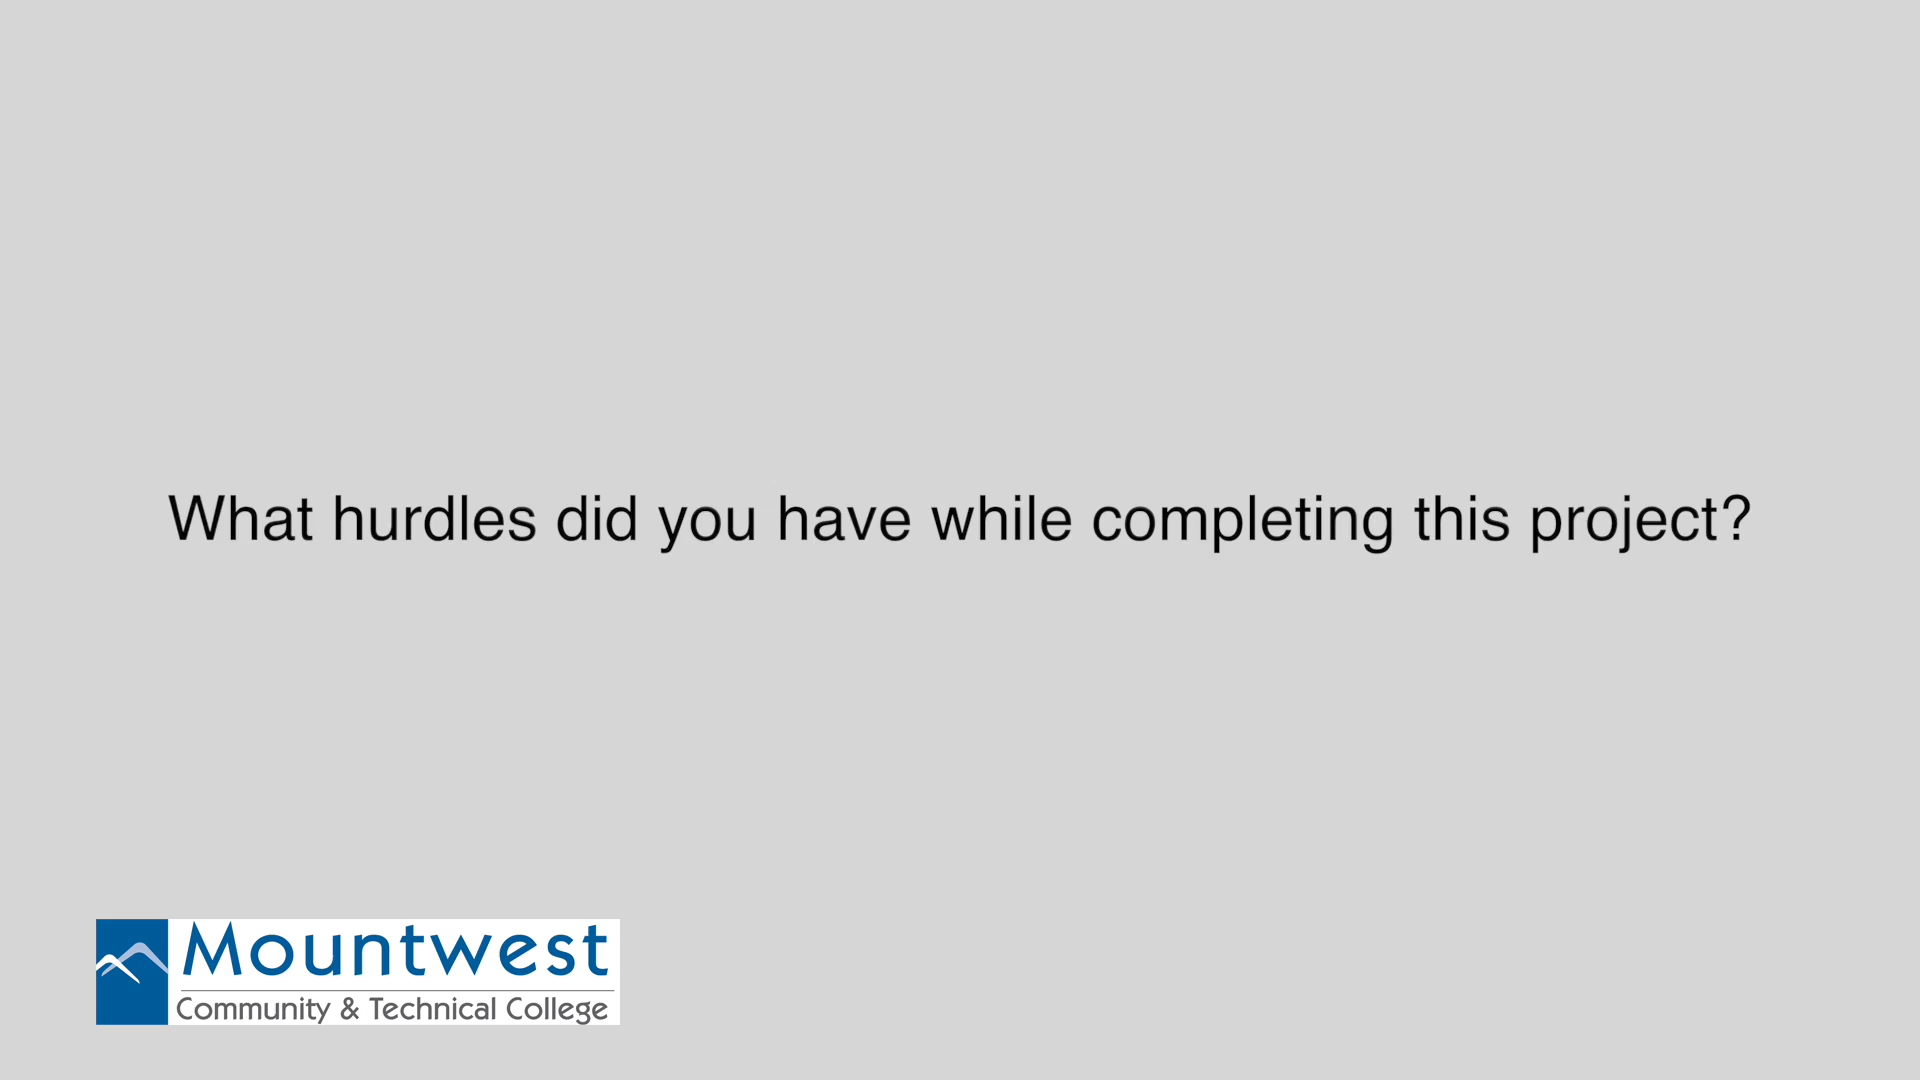 What hurdles did you have while completing this project?
Mountwest
Community & Technical College